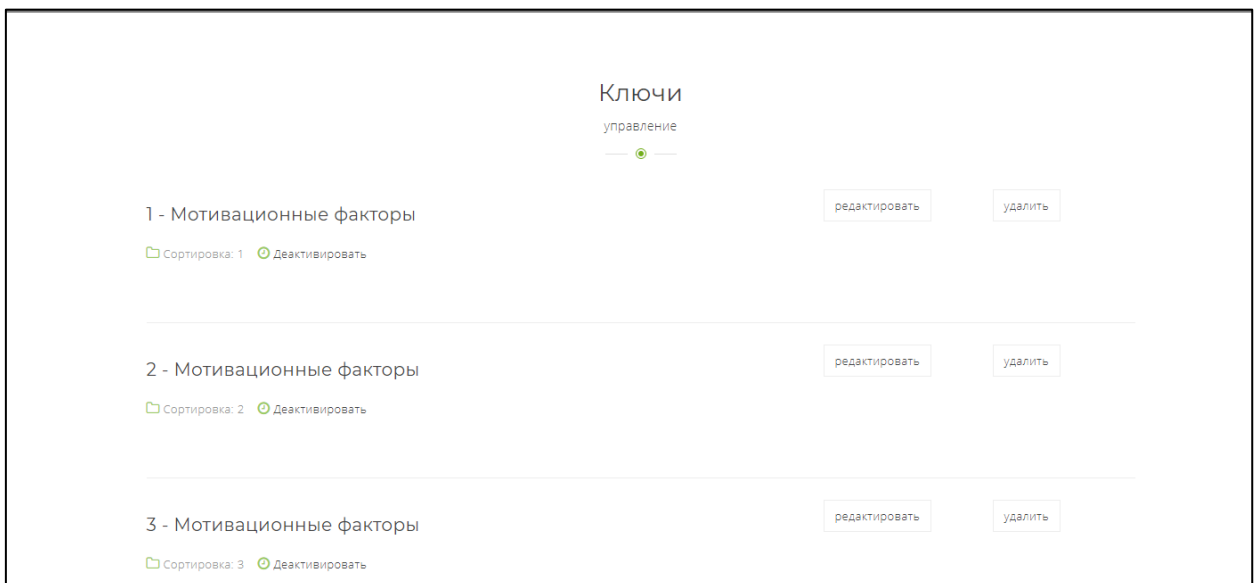 Ключи
управление
1 - Мотивационные факторы
редактировать
удалить
Сортировка: 1 Деактивировать
2 - Мотивационные факторы
редактировать
удалить
Сортировка: 2 Деактивировать
3 - Мотивационные факторы
редактировать
удалить
Сортировка: 3 Деактивировать